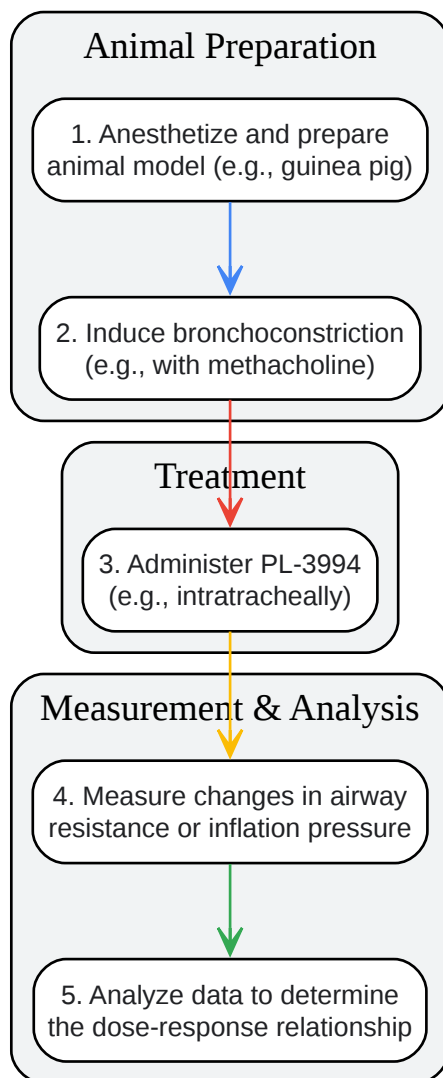 Animal Preparation
1. Anesthetize and prepare
animal model (e.g., guinea pig)
2. Induce bronchoconstriction
(e.g., with methacholine)
Treatment
3. Administer PL-3994
(e.g., intratracheally)
Measurement & Analysis
4. Measure changes in airway
resistance or inflation pressure
5. Analyze data to determine
the dose-response relationship